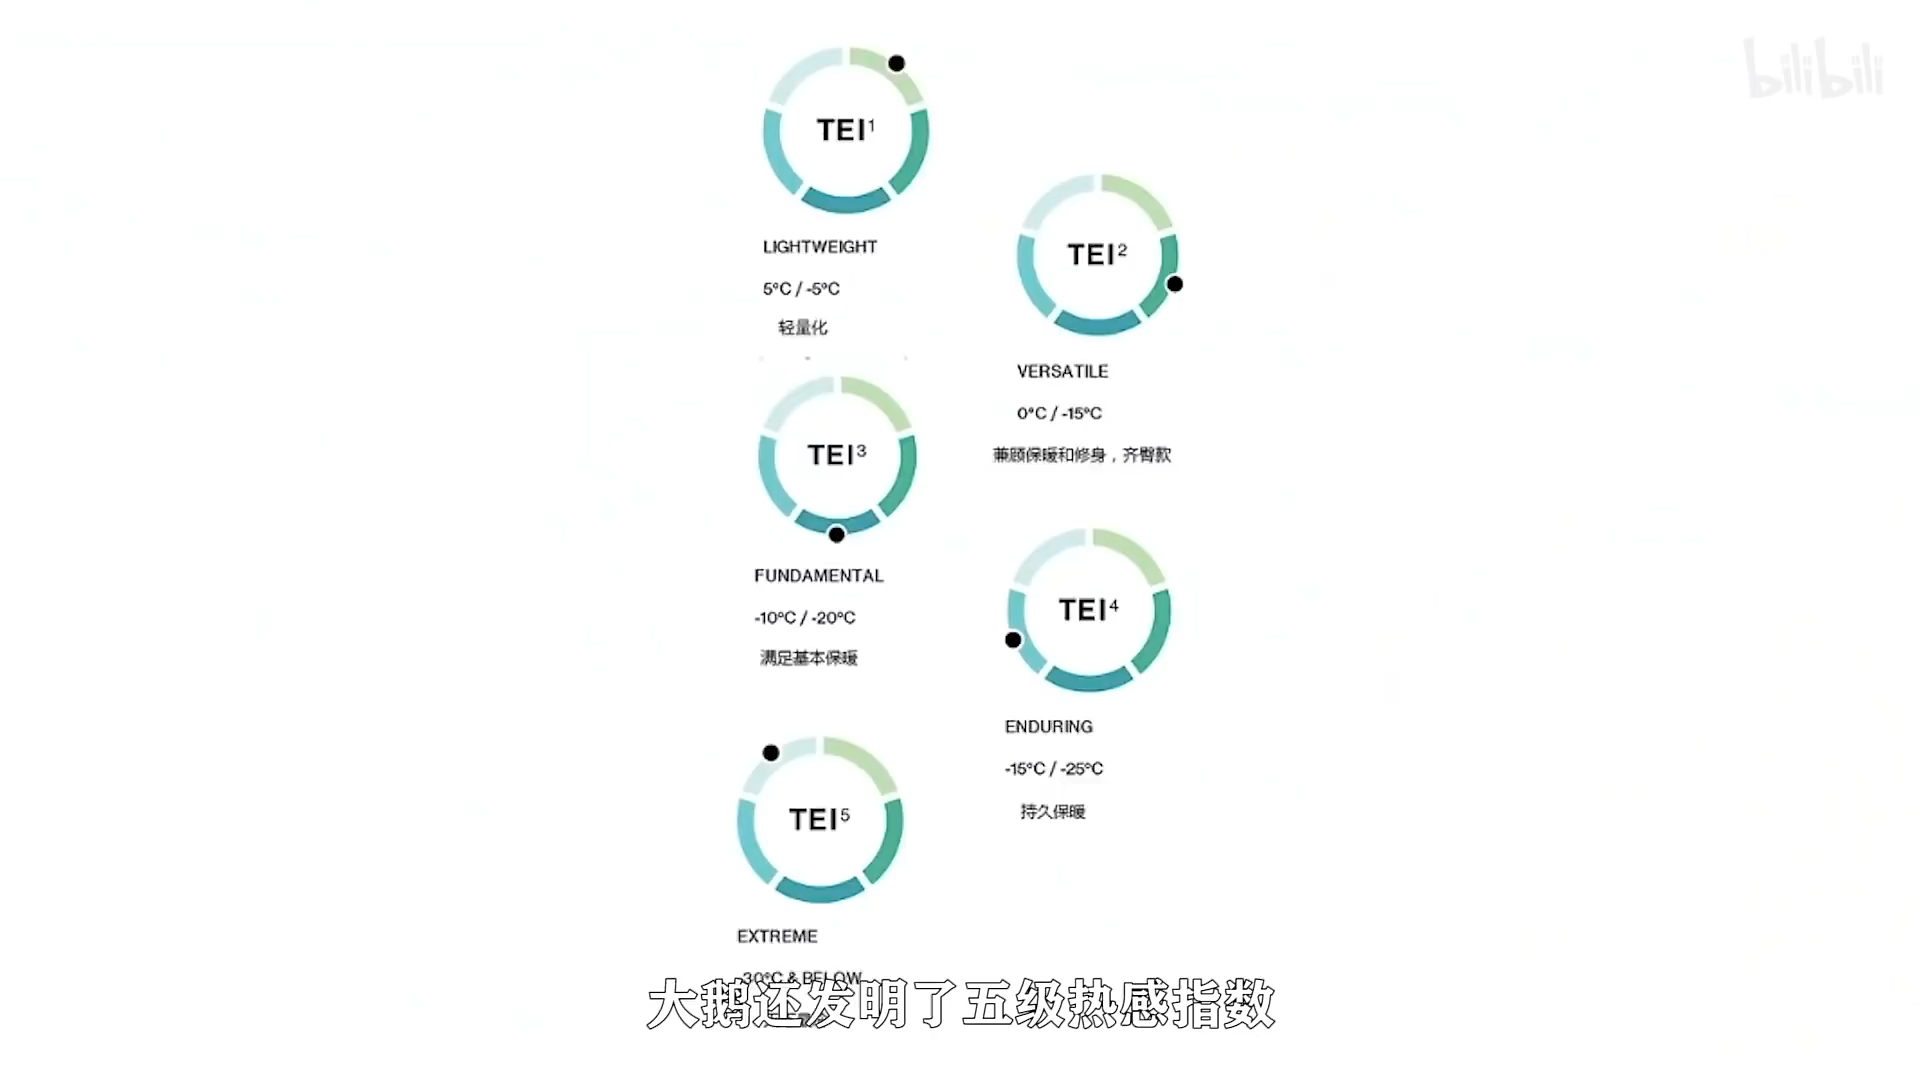 bilibili
TEI¹
LIGHTWEIGHT
5°C / -5°C
轻量化
TEI²
VERSATILE
0°C / -15°C
兼顾保暖和修身，齐臀款
TEI³
FUNDAMENTAL
-10°C / -20°C
满足基本保暖
TEI⁴
ENDURING
-15°C / -25°C
持久保暖
TEI⁵
EXTREME
-30°C & BELOW
大鹅还发明了五级热感指数